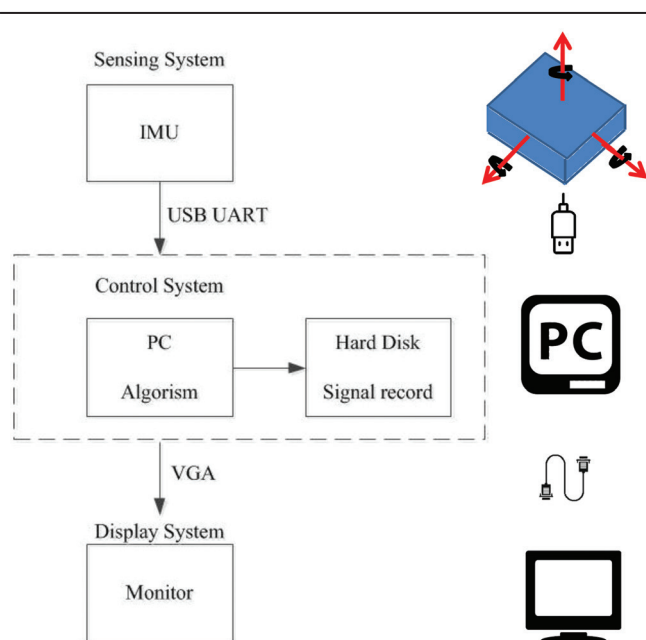 Sensing System
IMU
USB UART
Control System
PC
Algorism
Hard Disk
Signal record
PC
VGA
Display System
Monitor